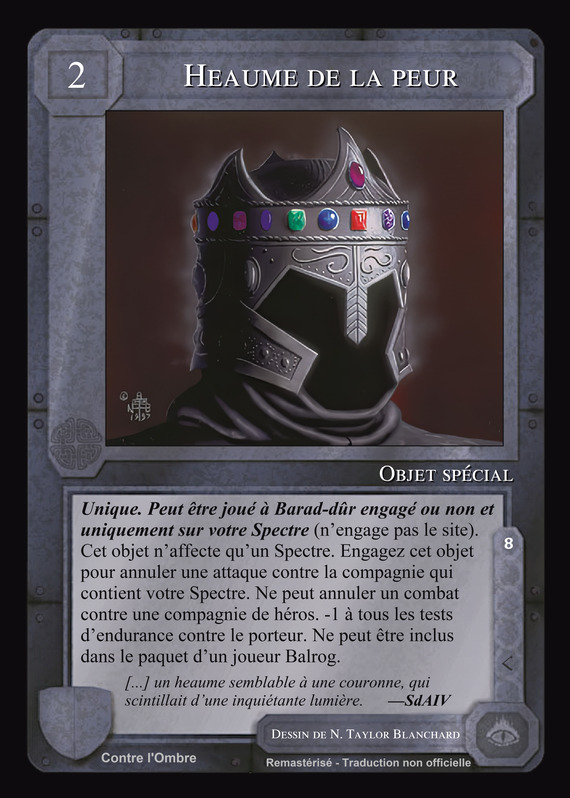 2
HEAUME DE LA PEUR
OBJET SPÉCIAL
Unique. Peut être joué à Barad-dûr engagé ou non et
uniquement sur votre Spectre (n'engage pas le site).
Cet objet n'affecte qu'un Spectre. Engagez cet objet
pour annuler une attaque contre la compagnie qui
contient votre Spectre. Ne peut annuler un combat
contre une compagnie de héros. -1 à tous les tests
d'endurance contre le porteur. Ne peut être inclus
dans le paquet d'un joueur Balrog.
8
[...] un heaume semblable à une couronne, qui
scintillait d'une inquiétante lumière. —SdAIV
DESSIN DE N. TAYLOR BLANCHARD
Contre l'Ombre
Remastérisé - Traduction non officielle